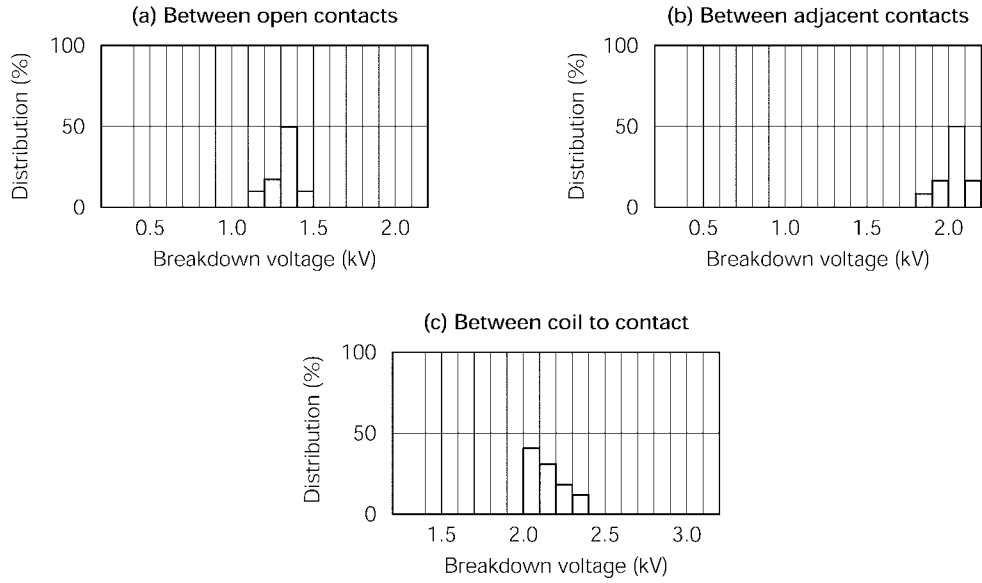 (a) Between open contacts
Distribution (%)
100
50
0
0.5 1.0 1.5 2.0
Breakdown voltage (kV)
(b) Between adjacent contacts
Distribution (%)
100
50
0
0.5 1.0 1.5 2.0
Breakdown voltage (kV)
(c) Between coil to contact
Distribution (%)
100
50
0
1.5 2.0 2.5 3.0
Breakdown voltage (kV)